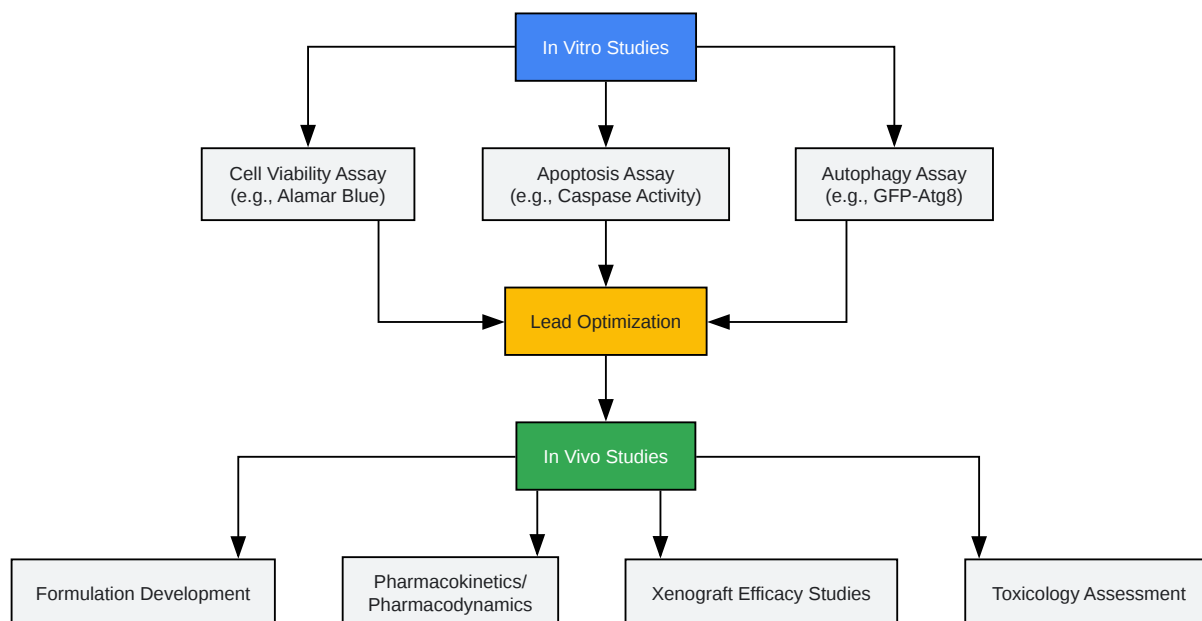 In Vitro Studies
Cell Viability Assay
(e.g., Alamar Blue)
Apoptosis Assay
(e.g., Caspase Activity)
Autophagy Assay
(e.g., GFP-Atg8)
Lead Optimization
In Vivo Studies
Formulation Development
Pharmacokinetics/
Pharmacodynamics
Xenograft Efficacy Studies
Toxicology Assessment